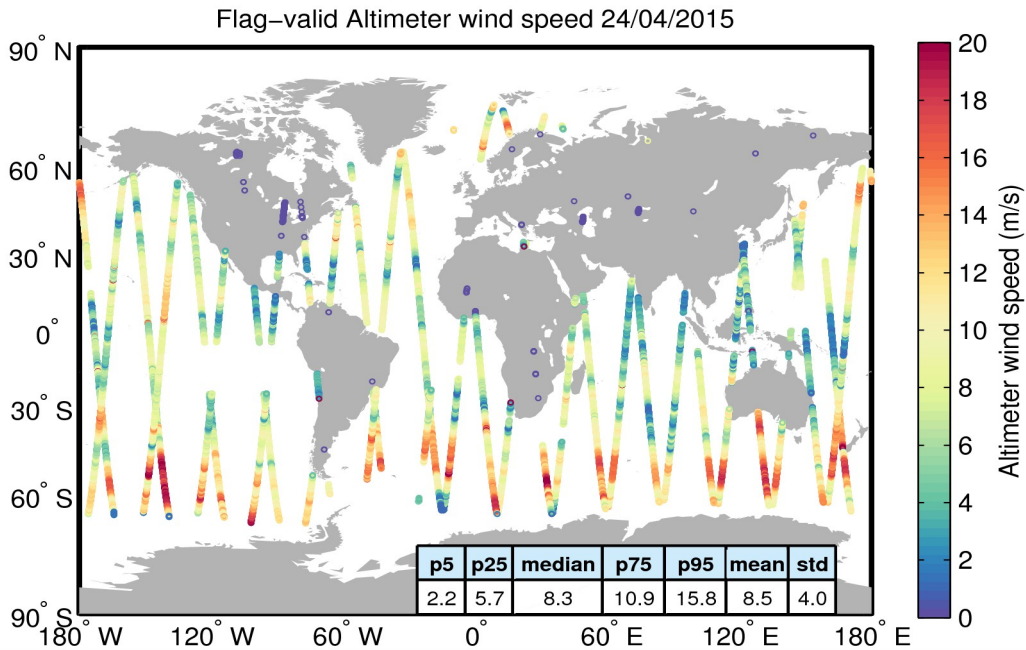 Flag−valid Altimeter wind speed 24/04/2015
90° N
60° N
30° N
0°
30° S
60° S
90° S
180° W
120° W
60° W
0°
60° E
120° E
180° E
p5 p25 median p75 p95 mean std
2.2 5.7 8.3 10.9 15.8 8.5 4.0
20
18
16
14
12
10
8
6
4
2
0
Altimeter wind speed (m/s)